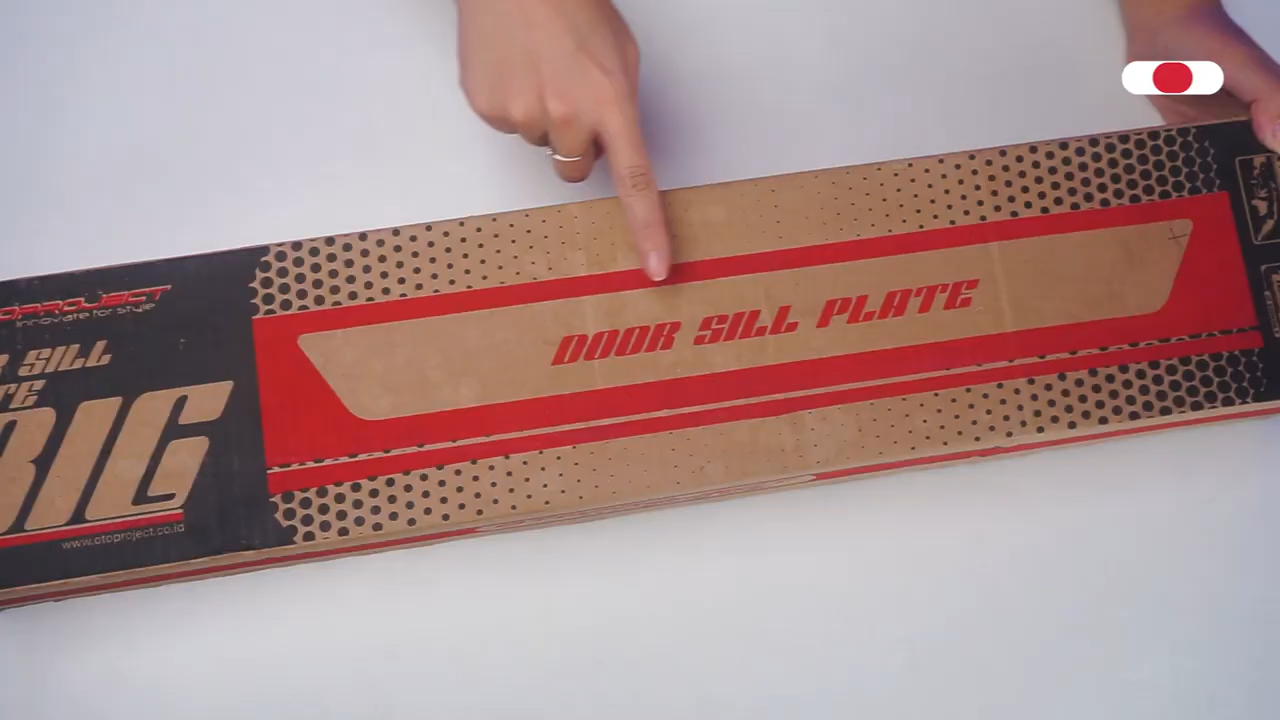 OPROJECT
innovate for style
R SILL
TE
BIG
www.otoproject.co.id
DOOR SILL PLATE